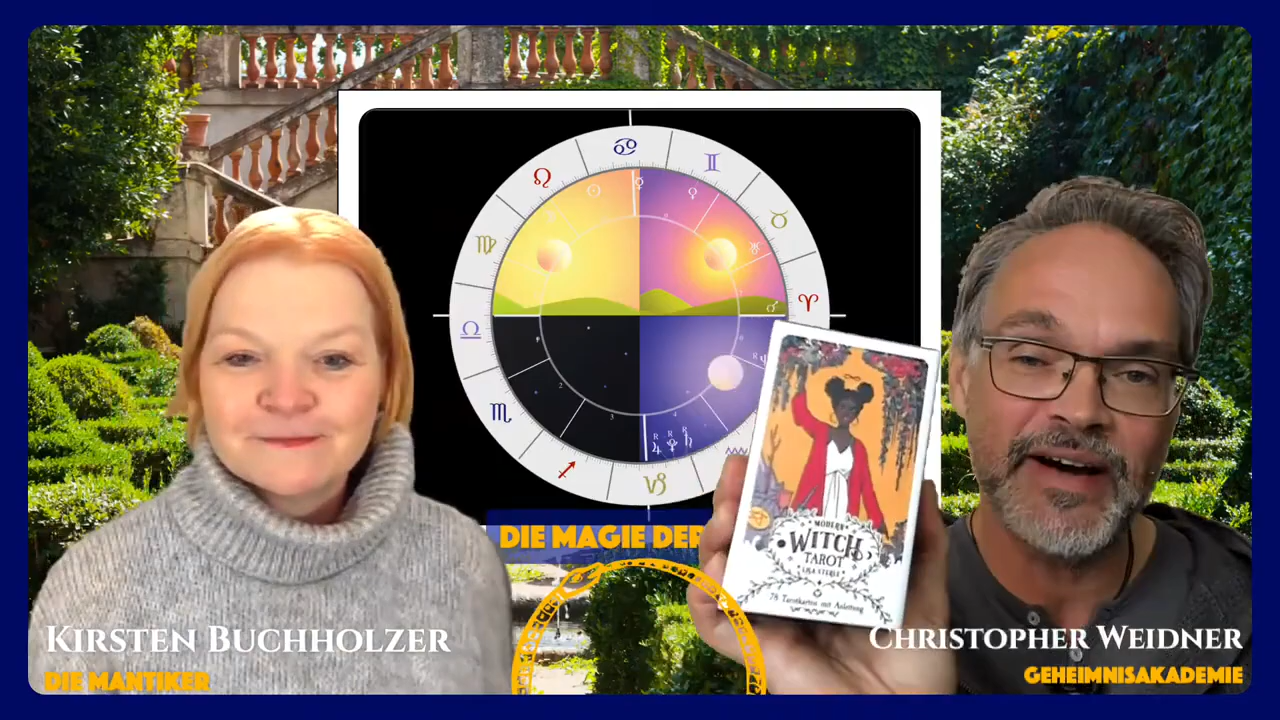 DIE MAGIE DER
MODERN
WITCH
TAROT
LISA STERLE
78 Tarotkarten mit Anleitung
KIRSTEN BUCHHOLZER
DIE MANTIKER
CHRISTOPHER WEIDNER
GEHEIMNISAKADEMIE